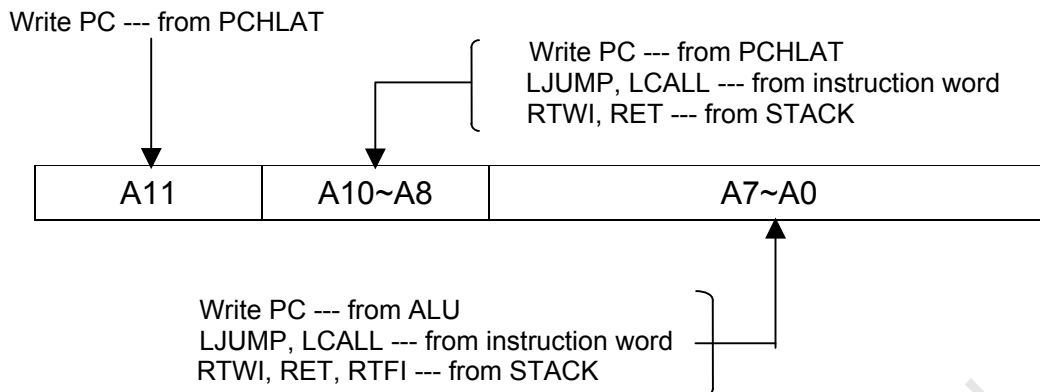 Write PC --- from PCHLAT
Write PC --- from PCHLAT
LJUMP, LCALL --- from instruction word
RTWI, RET --- from STACK
A11 A10~A8 A7~A0
Write PC --- from ALU
LJUMP, LCALL --- from instruction word
RTWI, RET, RTFI --- from STACK